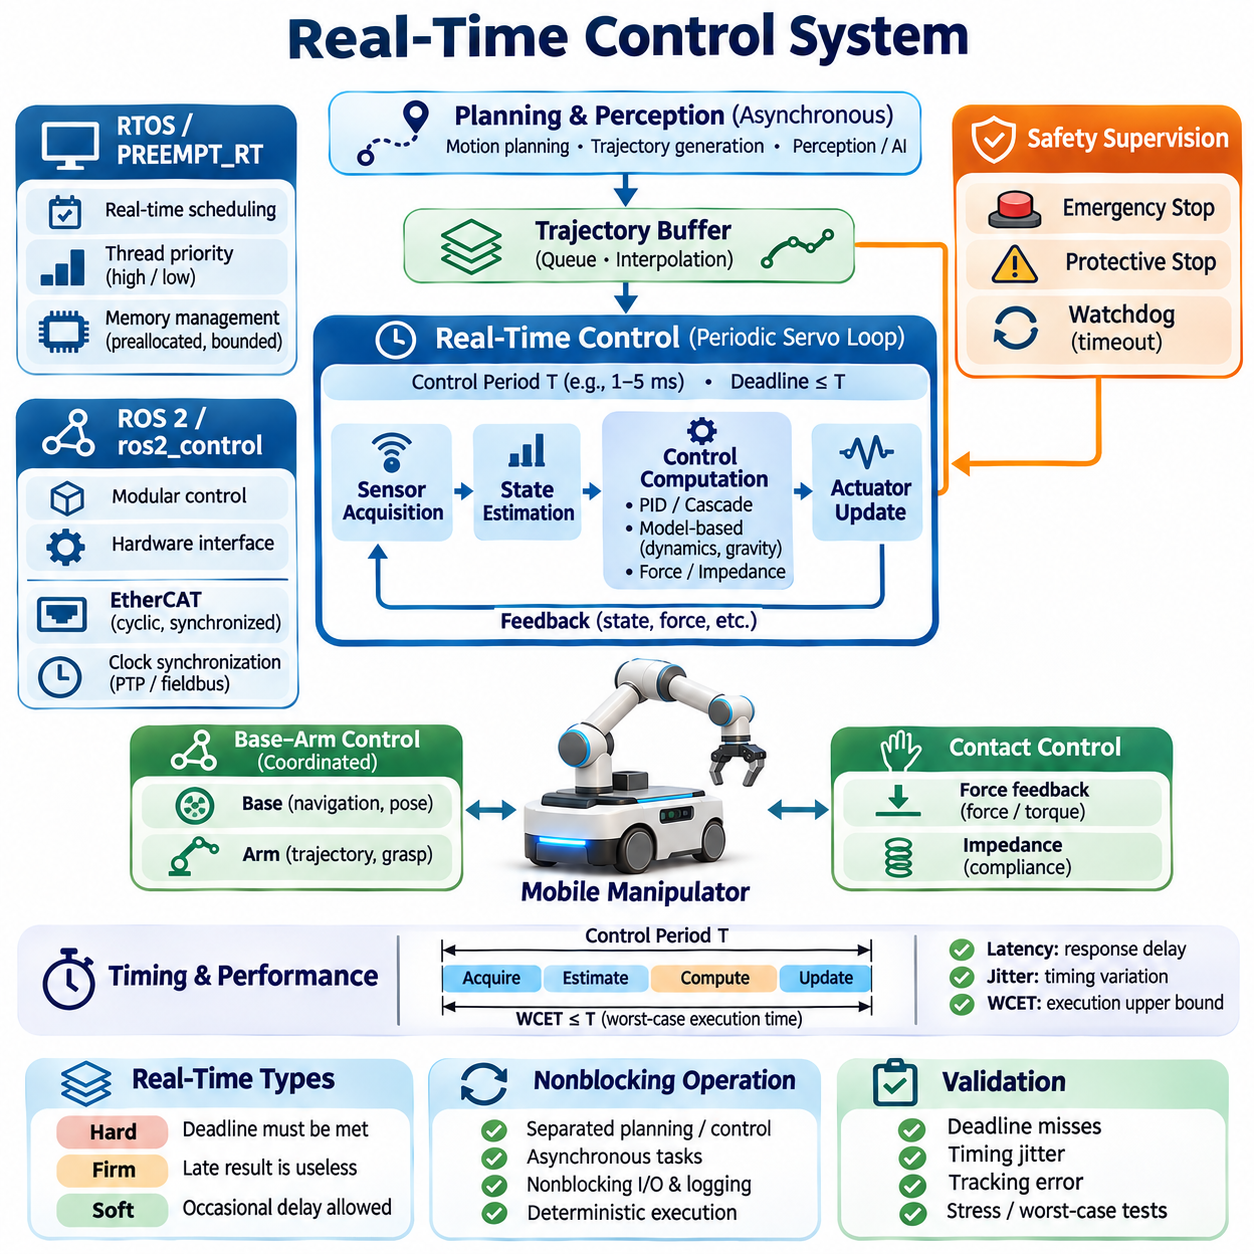 Real-Time Control System
RTOS /
PREEMPT_RT
Real-time scheduling
Thread priority
(high / low)
Memory management
(preallocated, bounded)
ROS 2 /
ros2_control
Modular control
Hardware interface
EtherCAT
(cyclic, synchronized)
Clock synchronization
(PTP / fieldbus)
Planning & Perception (Asynchronous)
Motion planning • Trajectory generation • Perception / AI
Trajectory Buffer
(Queue • Interpolation)
Real-Time Control (Periodic Servo Loop)
Control Period T (e.g., 1–5 ms) • Deadline ≤ T
Sensor
Acquisition
State
Estimation
Control
Computation
• PID / Cascade
• Model-based
(dynamics, gravity)
• Force / Impedance
Actuator
Update
Feedback (state, force, etc.)
Safety Supervision
Emergency Stop
Protective Stop
Watchdog
(timeout)
Base–Arm Control
(Coordinated)
Base (navigation, pose)
Arm (trajectory, grasp)
Mobile Manipulator
Contact Control
Force feedback
(force / torque)
Impedance
(compliance)
Timing & Performance
Control Period T
Acquire
Estimate
Compute
Update
WCET ≤ T (worst-case execution time)
Latency: response delay
Jitter: timing variation
WCET: execution upper bound
Real-Time Types
Hard Deadline must be met
Firm Late result is useless
Soft Occasional delay allowed
Nonblocking Operation
Separated planning / control
Asynchronous tasks
Nonblocking I/O & logging
Deterministic execution
Validation
Deadline misses
Timing jitter
Tracking error
Stress / worst-case tests